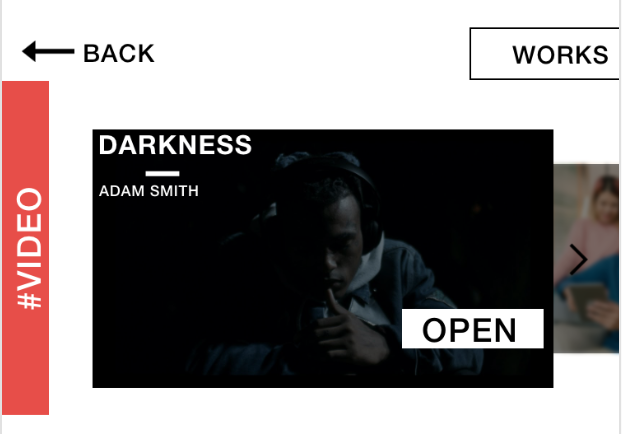 BACK
WORKS
#VIDEO
DARKNESS
ADAM SMITH
OPEN